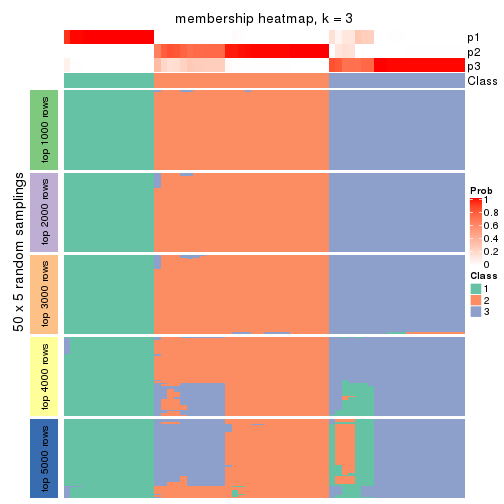 membership heatmap, k = 3
p1
p2
p3
Class
50 x 5 random samplings
top 1000 rows
top 2000 rows
top 3000 rows
top 4000 rows
top 5000 rows
Prob
1
0.8
0.6
0.4
0.2
0
Class
1
2
3